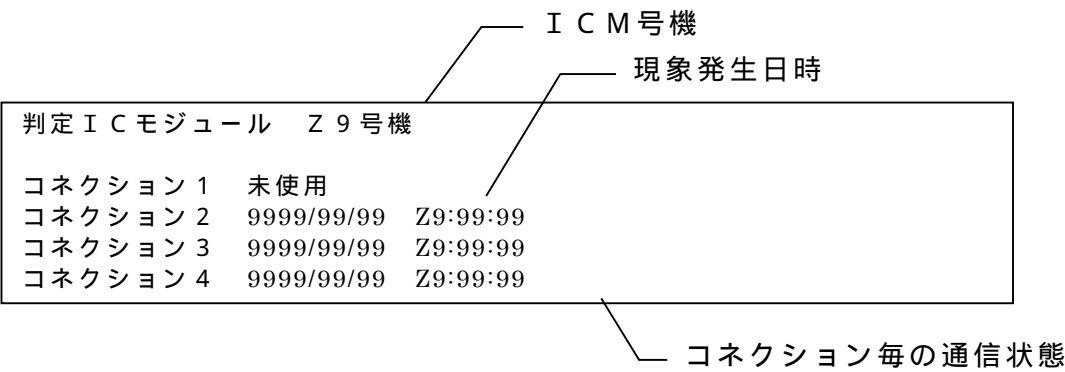 ＩＣＭ号機
現象発生日時
判定ＩＣモジュール　Ｚ９号機
コネクション１　未使用
コネクション２　9999/99/99　Z9:99:99
コネクション３　9999/99/99　Z9:99:99
コネクション４　9999/99/99　Z9:99:99
コネクション毎の通信状態